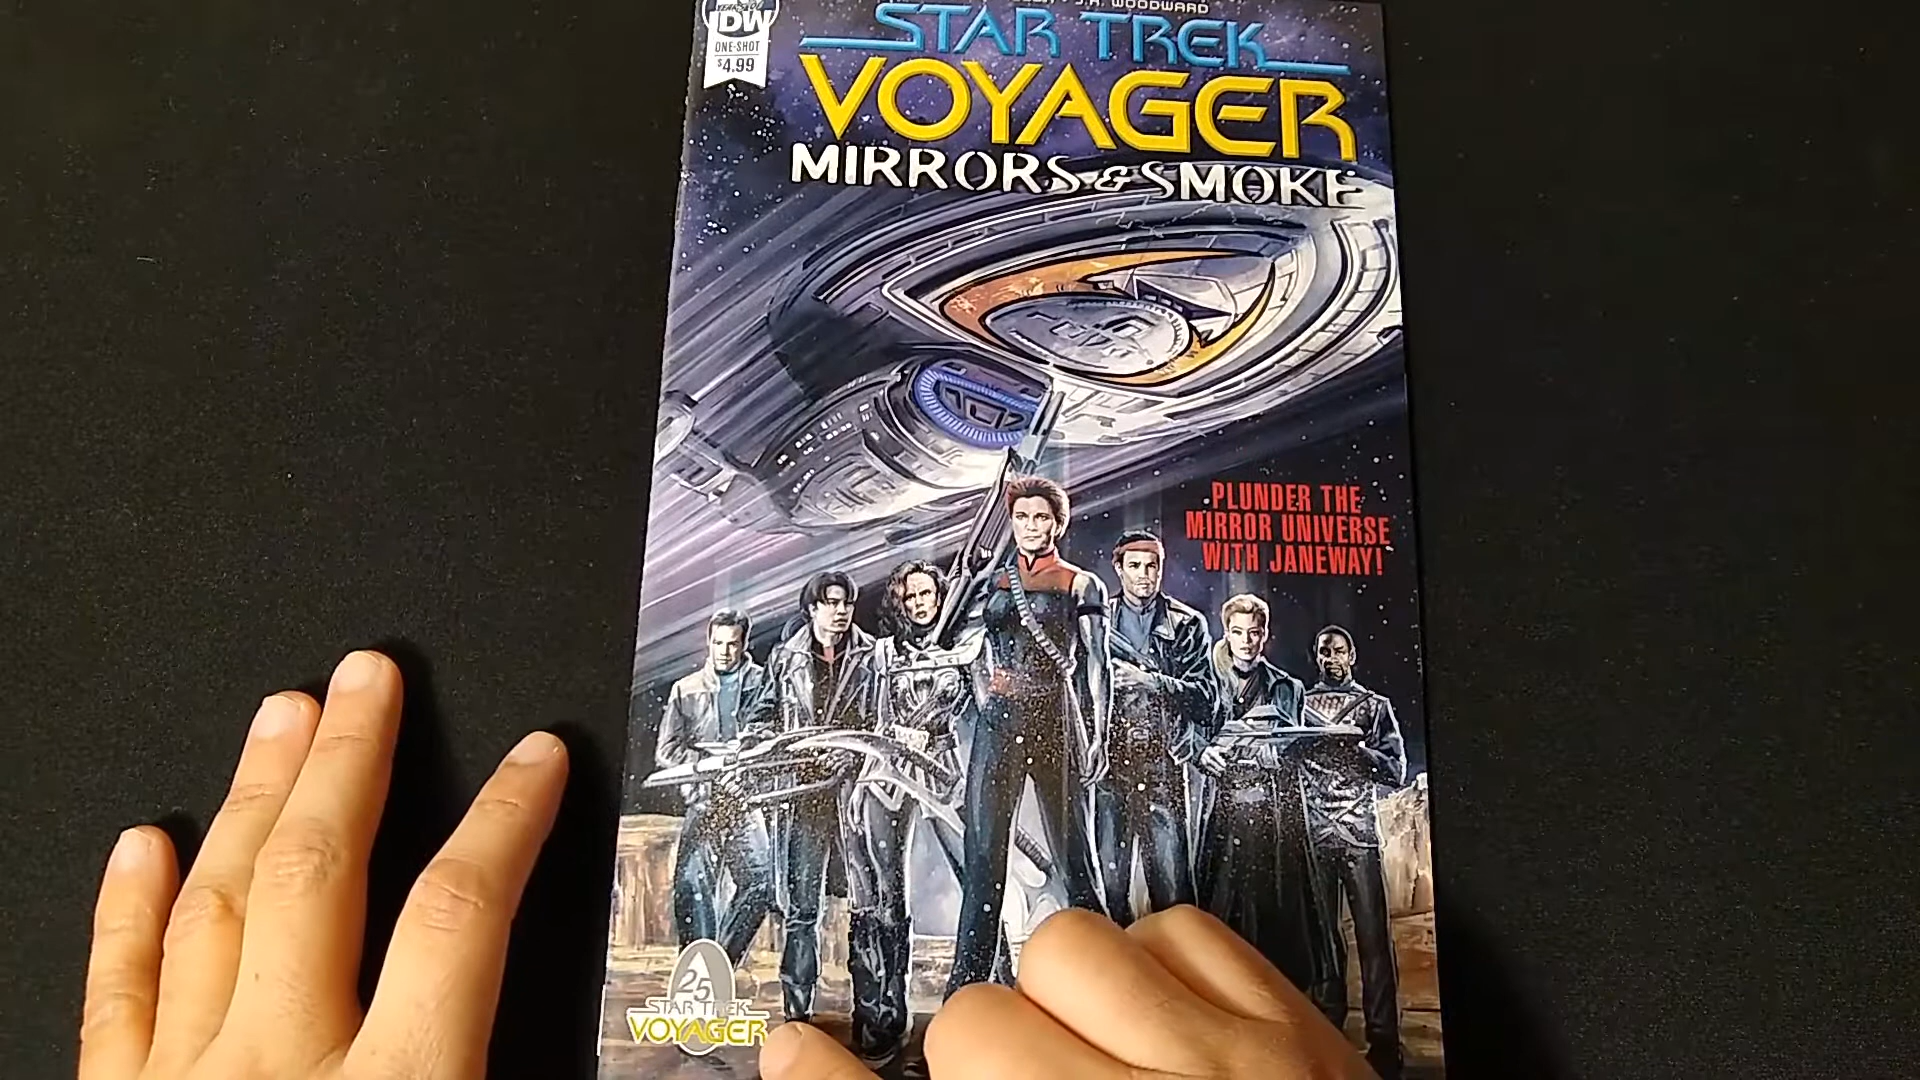 J.K. WOODWARD
IDW
ONE-SHOT
$4.99
STAR TREK
VOYAGER
MIRRORS & SMOKE
PLUNDER THE
MIRROR UNIVERSE
WITH JANEWAY!
25
STAR TREK
VOYAGER